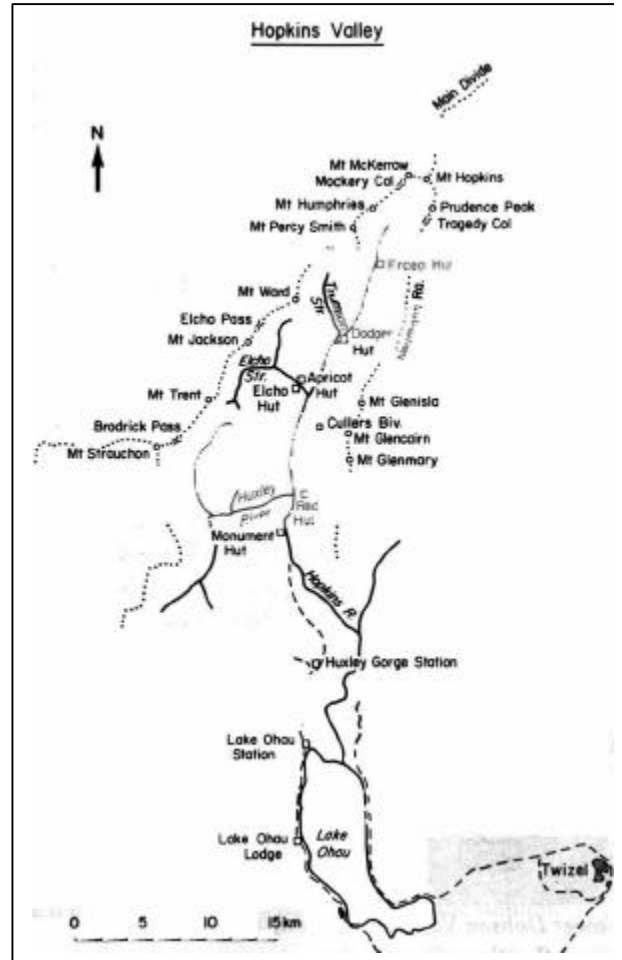 Hopkins Valley
Main Divide
N
Mt McKerrow
Mockery Col
Mt Hopkins
Mt Humphries
Prudence Peak
Mt Percy Smith
Tragedy Col
Hut
Mt Ward
Str
Elcho Pass
Ra.
Mt Jackson
Dodger
Hut
Elcho
Str.
Apricot
Hut
Elcho
Hut
Mt Trent
Mt Glenisla
Brodrick Pass
Cullers Biv.
Mt Glencairn
Mt Strauchon
Mt Glenmary
Huxley
River
Red
Hut
Monument
Hut
Hopkins R.
Huxley Gorge Station
Lake Ohau
Station
Lake Ohau
Lodge
Lake
Ohau
Twizel
0 5 10 15km